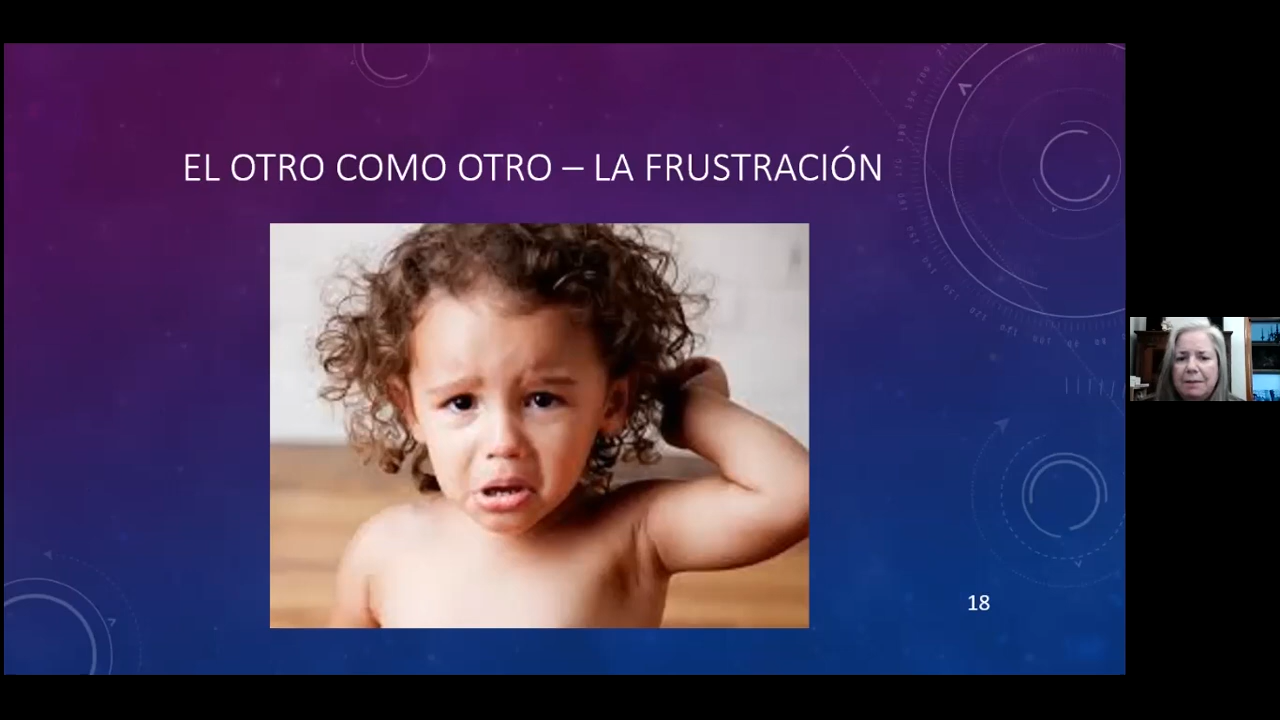 EL OTRO COMO OTRO – LA FRUSTRACIÓN
18